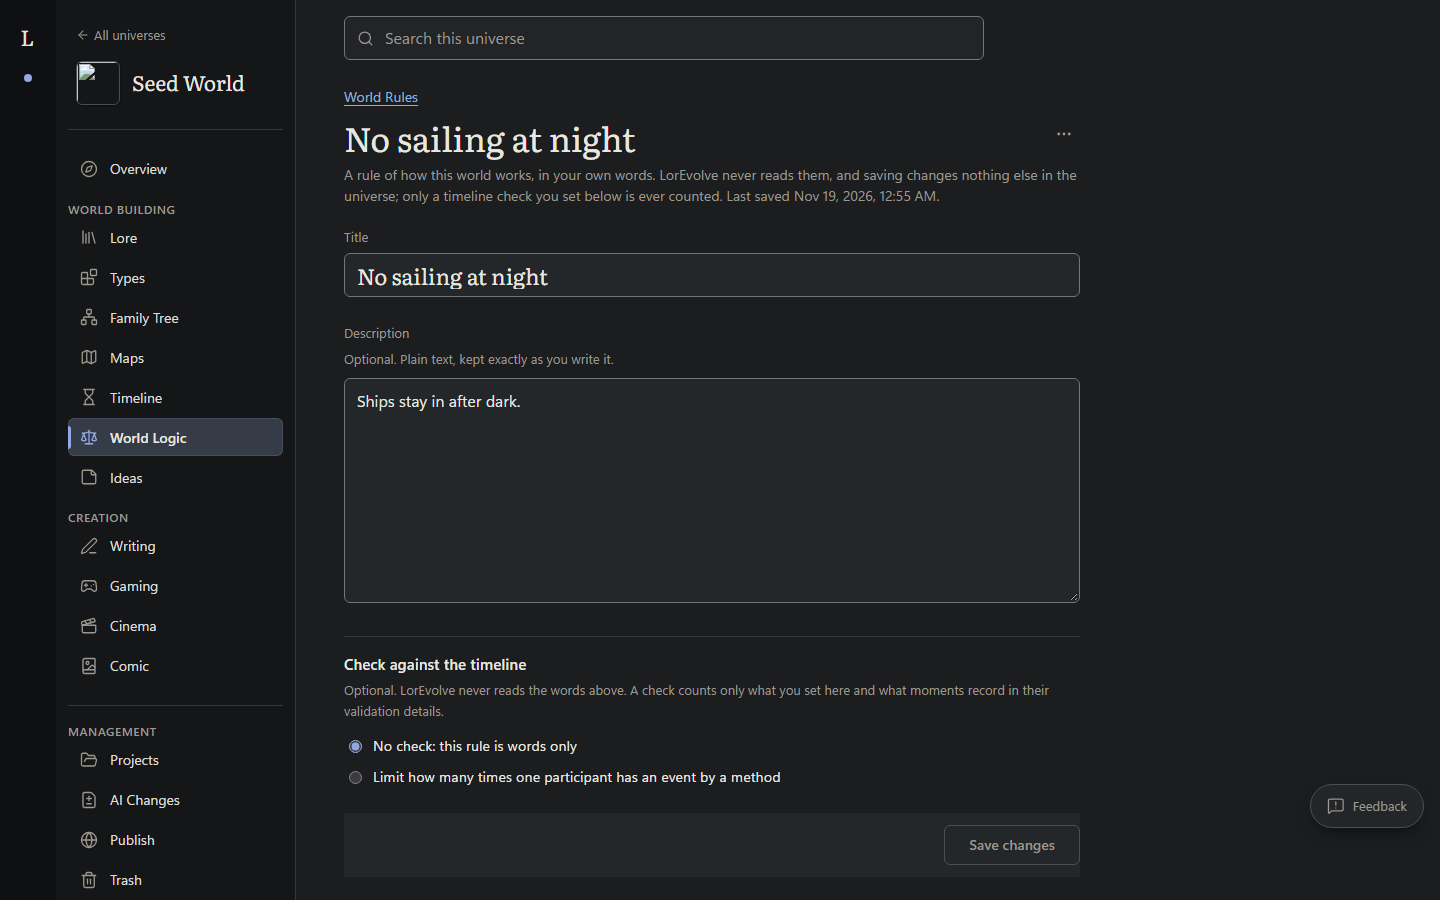 L
All universes
Seed World
Overview
WORLD BUILDING
Lore
Types
Family Tree
Maps
Timeline
World Logic
Ideas
CREATION
Writing
Gaming
Cinema
Comic
MANAGEMENT
Projects
AI Changes
Publish
Trash
Search this universe
World Rules
No sailing at night
A rule of how this world works, in your own words. LorEvolve never reads them, and saving changes nothing else in the
universe; only a timeline check you set below is ever counted. Last saved Nov 19, 2026, 12:55 AM.
Title
No sailing at night
Description
Optional. Plain text, kept exactly as you write it.
Ships stay in after dark.
Check against the timeline
Optional. LorEvolve never reads the words above. A check counts only what you set here and what moments record in their
validation details.
No check: this rule is words only
Limit how many times one participant has an event by a method
Save changes
Feedback